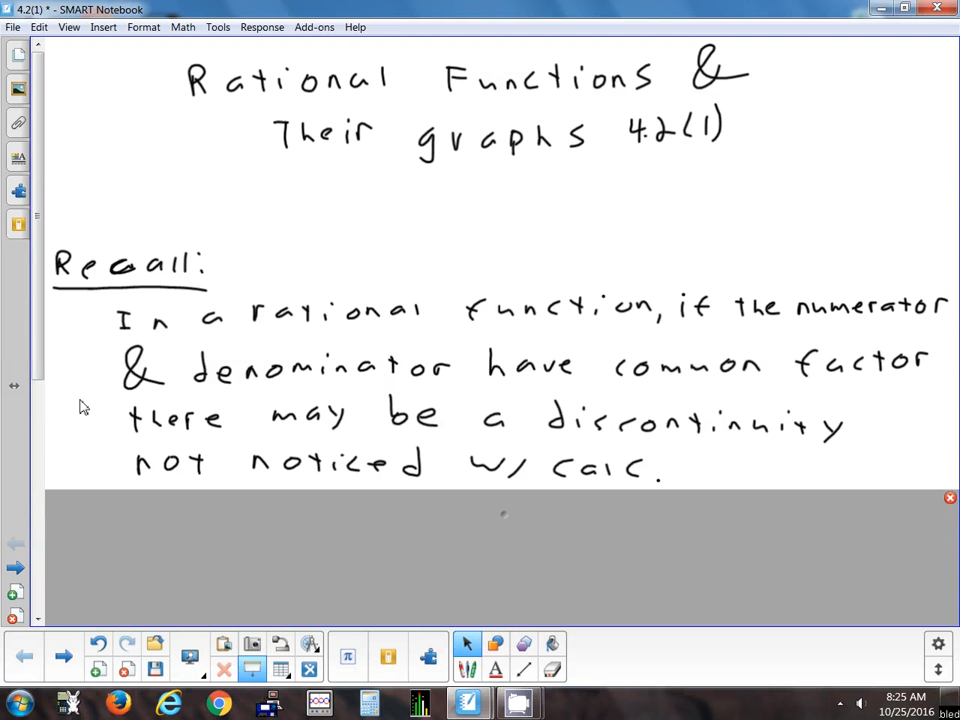 4.2(1) * - SMART Notebook
File Edit View Insert Format Math Tools Response Add-ons Help
Rational Functions &
Their graphs 4.2(1)
Recall:
In a rational function, if the numerator
& denominator have common factor
there may be a discontinuity
not noticed w/ calc.
8:25 AM
10/25/2016
bled